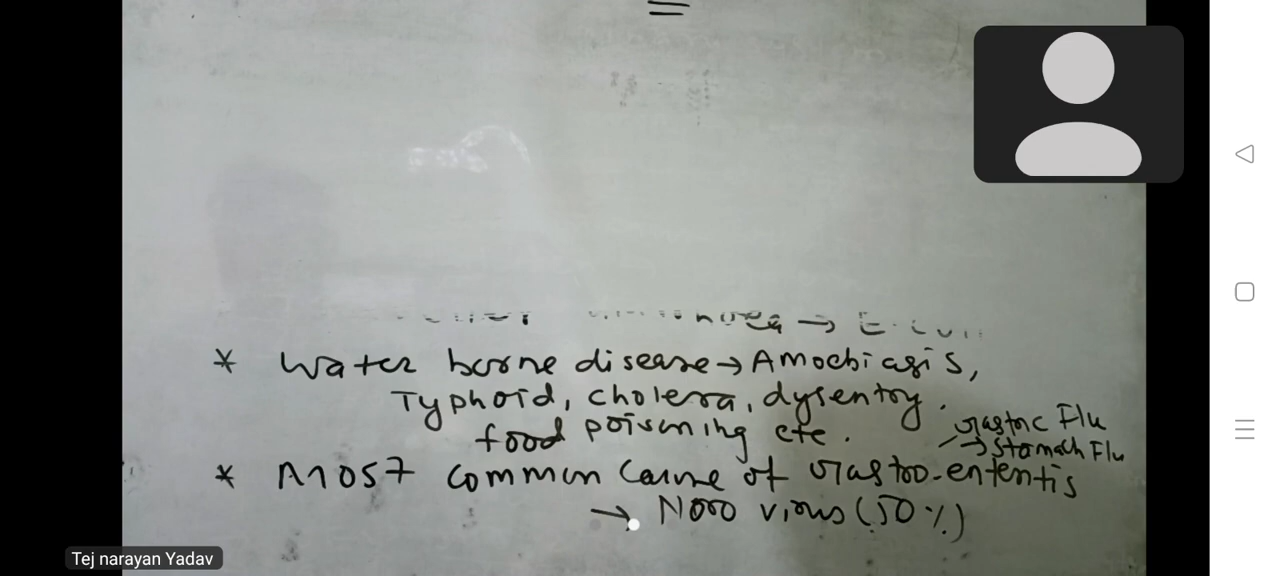 → E.
* Water borne disease → Amoebiasis,
Typhoid, cholera, dysentry.
food poisoning etc.
gastric Flu
→ stomach Flu
* Most common cause of gastro-enteritis
→ Noro virus (50%)
Tej narayan Yadav